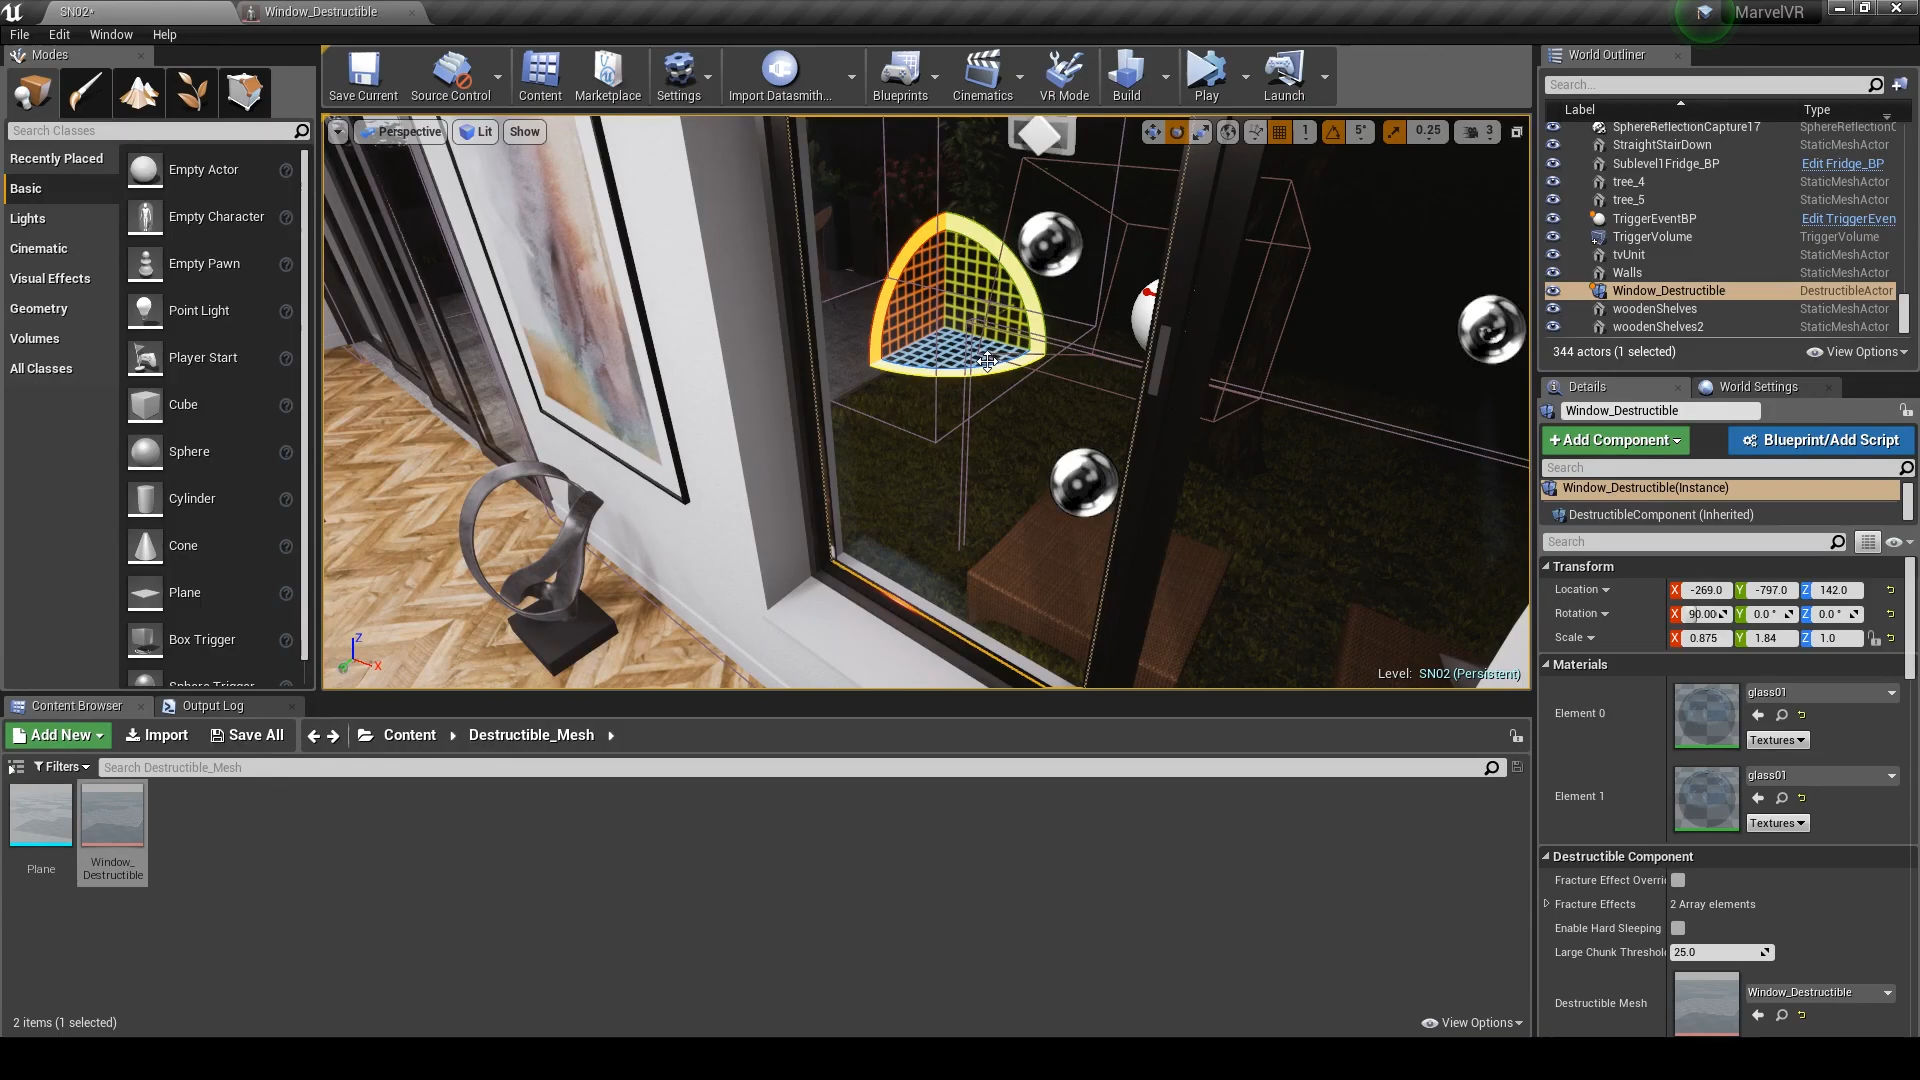 SN02*
Window_Destructible
MarvelVR
File Edit Window Help
Modes
Save Current
Source Control
Content
Marketplace
Settings
Import Datasmith...
Blueprints
Cinematics
VR Mode
Build
Play
Launch
Search Classes
Recently Placed
Basic
Lights
Cinematic
Visual Effects
Geometry
Volumes
All Classes
Empty Actor
Empty Character
Empty Pawn
Point Light
Player Start
Cube
Sphere
Cylinder
Cone
Plane
Box Trigger
Perspective Lit Show
1 5° 0.25 3
Z
X
Level: SN02 (Persistent)
World Outliner
Search...
Label Type
SphereReflectionCapture17 SphereReflectionC
StraightStairDown StaticMeshActor
Sublevel1Fridge_BP Edit Fridge_BP
tree_4 StaticMeshActor
tree_5 StaticMeshActor
TriggerEventBP Edit TriggerEven
TriggerVolume TriggerVolume
tvUnit StaticMeshActor
Walls StaticMeshActor
Window_Destructible DestructibleActor
woodenShelves StaticMeshActor
woodenShelves2 StaticMeshActor
344 actors (1 selected) View Options
Details World Settings
Window_Destructible
+Add Component Blueprint/Add Script
Search
Window_Destructible(Instance)
DestructibleComponent (Inherited)
Search
Transform
Location X -269.0 Y -797.0 Z 142.0
Rotation X 90.00 Y 0.0 ° Z 0.0 °
Scale X 0.875 Y 1.84 Z 1.0
Materials
Element 0
glass01
Textures
Element 1
glass01
Textures
Destructible Component
Fracture Effect Overri
Fracture Effects 2 Array elements
Enable Hard Sleeping
Large Chunk Threshol 25.0
Destructible Mesh
Window_Destructible
Content Browser Output Log
Add New Import Save All Content Destructible_Mesh
Filters Search Destructible_Mesh
Plane
Window_
Destructible
2 items (1 selected) View Options